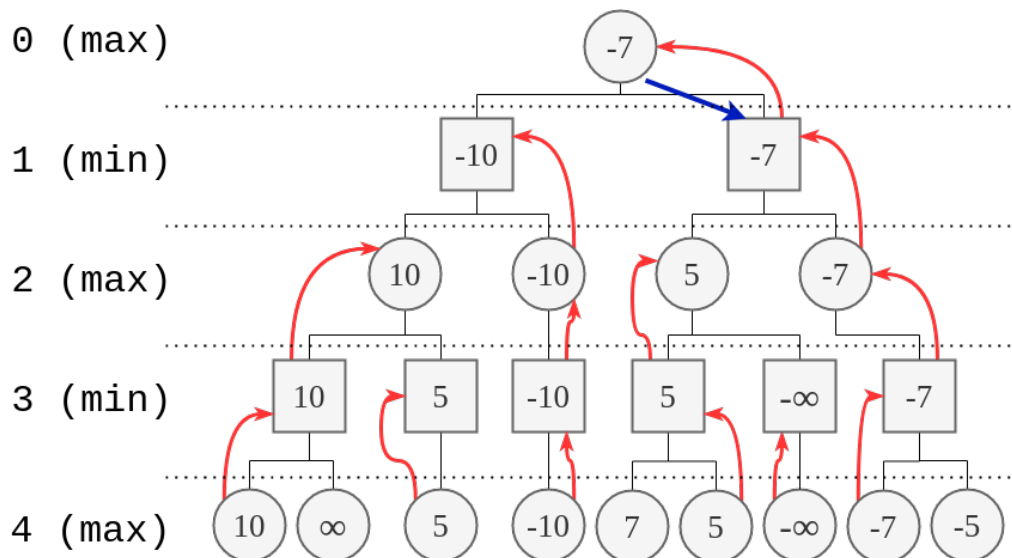 0 (max) -7
1 (min) -10 -7
2 (max) 10 -10 5 -7
3 (min) 10 5 -10 5 -∞ -7
4 (max) 10 ∞ 5 -10 7 5 -∞ -7 -5